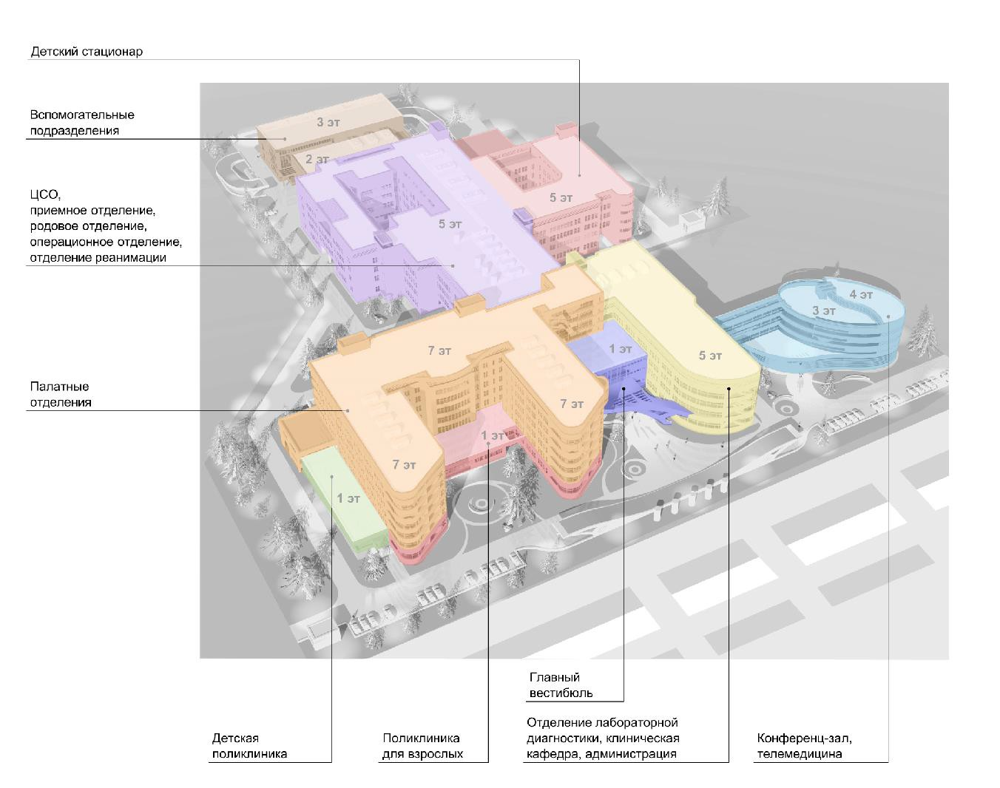 Детский стационар
Вспомогательные
подразделения
ЦСО,
приемное отделение,
родовое отделение,
операционное отделение,
отделение реанимации
Палатные
отделения
3 эт
2 эт
5 эт
5 эт
4 эт
3 эт
7 эт
1 эт
5 эт
7 эт
1 эт
7 эт
1 эт
Главный
вестибюль
Отделение лабораторной
диагностики, клиническая
кафедра, администрация
Детская
поликлиника
Поликлиника
для взрослых
Конференц-зал,
телемедицина